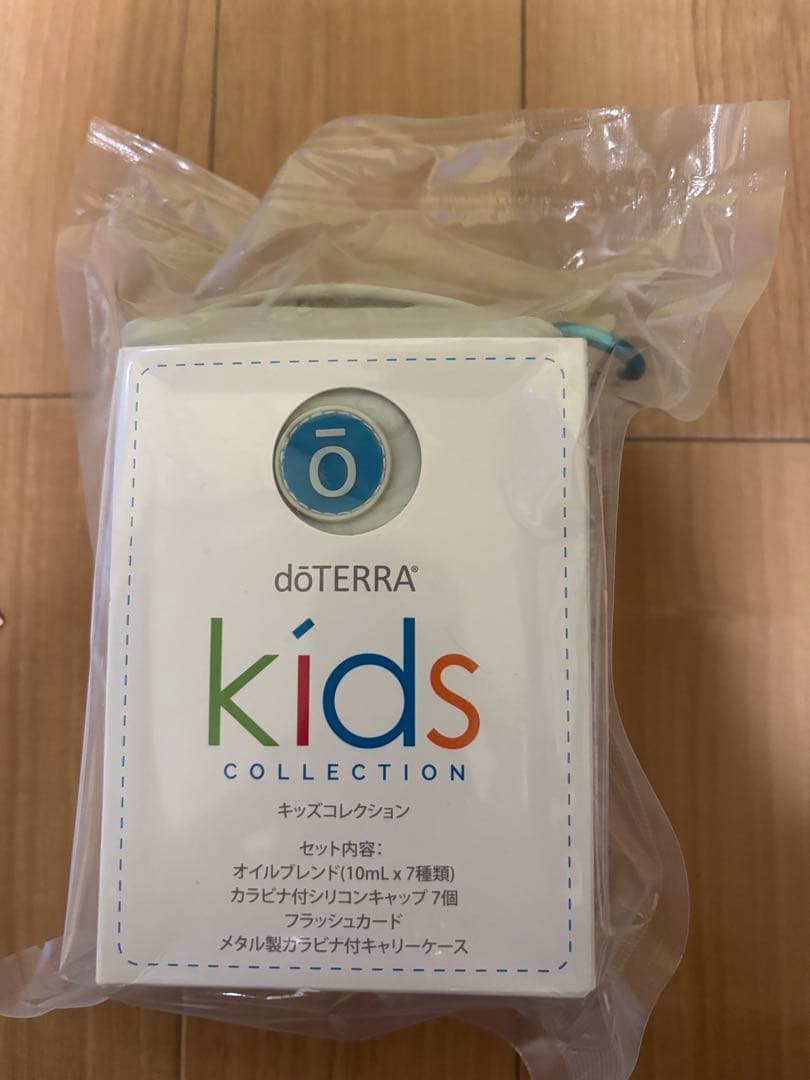 ō
dōTERRA®
kids
COLLECTION
キッズコレクション
セット内容:
オイルブレンド(10mL x 7種類)
カラビナ付シリコンキャップ 7個
フラッシュカード
メタル製カラビナ付キャリーケース